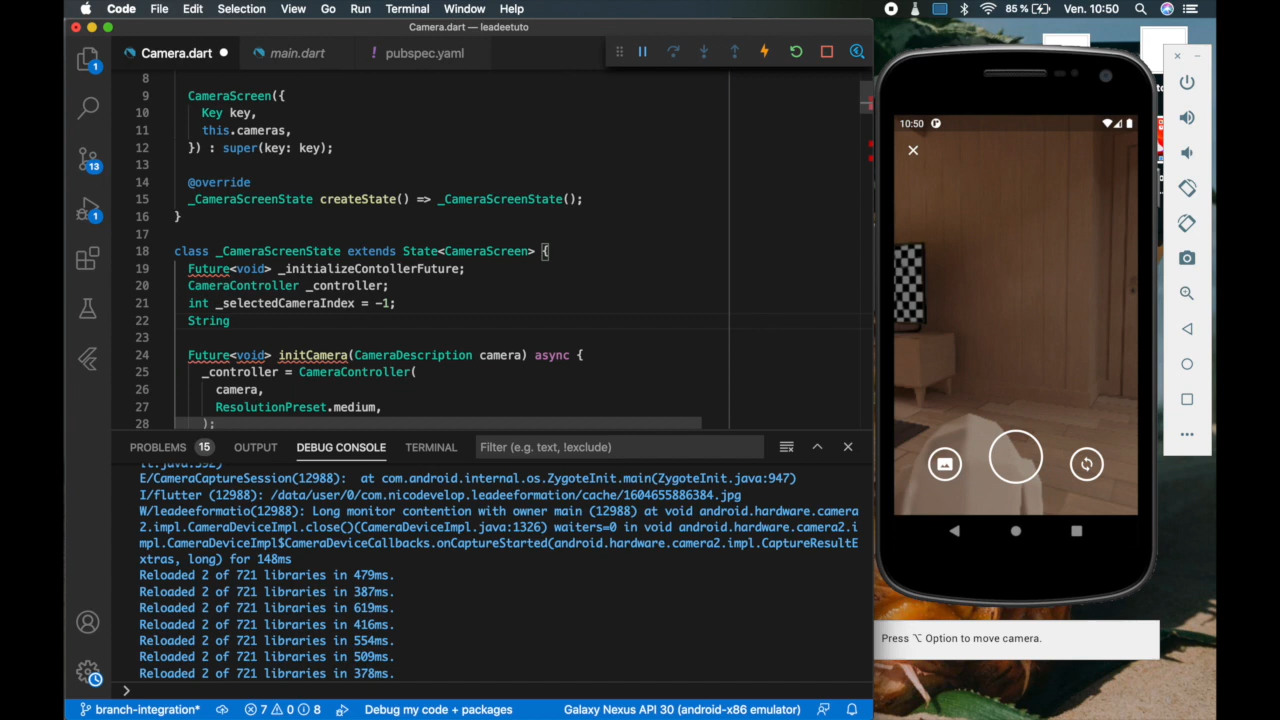 Code File Edit Selection View Go Run Terminal Window Help
85 % Ven. 10:50
Camera.dart — leadeetuto
Camera.dart main.dart ! pubspec.yaml
8
9 CameraScreen({
10 Key key,
11 this.cameras,
12 }) : super(key: key);
13
14 @override
15 _CameraScreenState createState() => _CameraScreenState();
16 }
17
18 class _CameraScreenState extends State<CameraScreen> {
19 Future<void> _initializeContollerFuture;
20 CameraController _controller;
21 int _selectedCameraIndex = -1;
22 String
23
24 Future<void> initCamera(CameraDescription camera) async {
25 _controller = CameraController(
26 camera,
27 ResolutionPreset.medium,
28 );
1
13
1
PROBLEMS 15 OUTPUT DEBUG CONSOLE TERMINAL Filter (e.g. text, !exclude)
E/CameraCaptureSession(12988): at com.android.internal.os.ZygoteInit.main(ZygoteInit.java:947)
I/flutter (12988): /data/user/0/com.nicodevelop.leadeeformation/cache/1604655886384.jpg
W/leadeeformatio(12988): Long monitor contention with owner main (12988) at void android.hardware.camera
2.impl.CameraDeviceImpl.close()(CameraDeviceImpl.java:1326) waiters=0 in void android.hardware.camera2.i
mpl.CameraDeviceImpl$CameraDeviceCallbacks.onCaptureStarted(android.hardware.camera2.impl.CaptureResultE
xtras, long) for 148ms
Reloaded 2 of 721 libraries in 479ms.
Reloaded 2 of 721 libraries in 387ms.
Reloaded 2 of 721 libraries in 619ms.
Reloaded 2 of 721 libraries in 416ms.
Reloaded 2 of 721 libraries in 554ms.
Reloaded 2 of 721 libraries in 509ms.
Reloaded 2 of 721 libraries in 378ms.
branch-integration* 7 0 8 Debug my code + packages Galaxy Nexus API 30 (android-x86 emulator)
10:50
Press ⌥ Option to move camera.